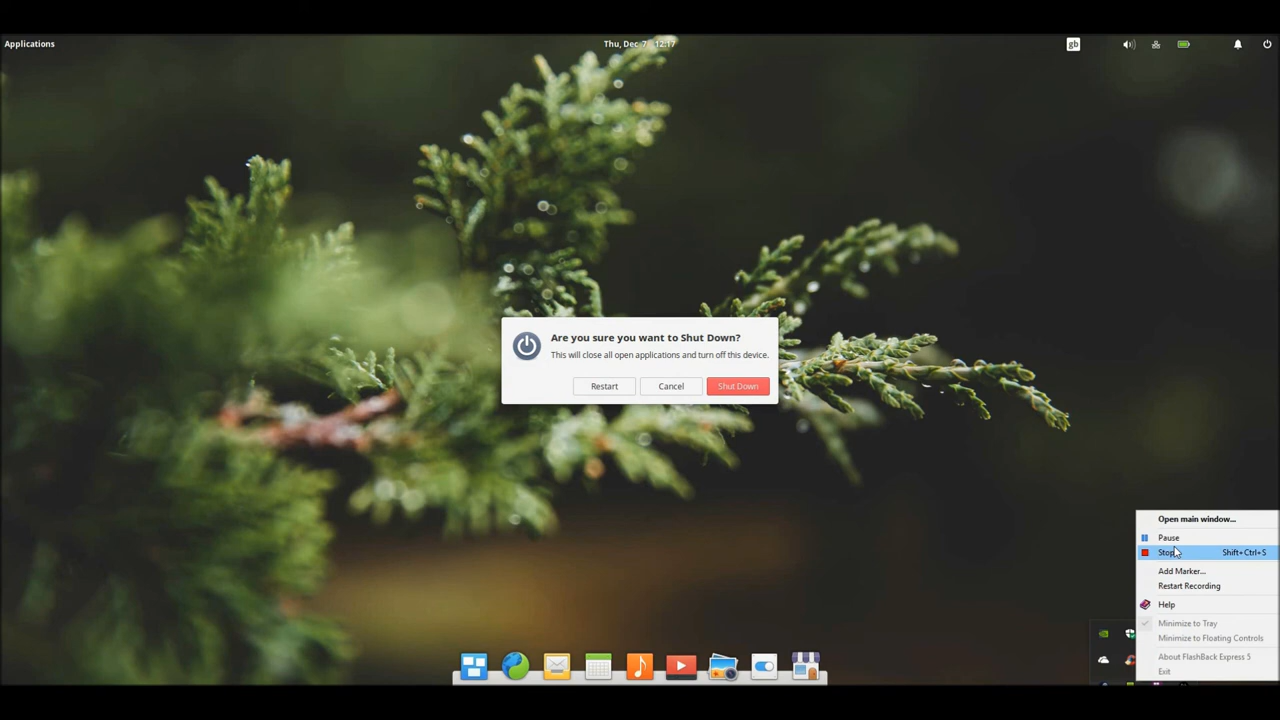 Applications
Thu, Dec 7 12:17
gb
Are you sure you want to Shut Down?
This will close all open applications and turn off this device.
Restart
Cancel
Shut Down
Open main window...
Pause
Stop Shift+Ctrl+S
Add Marker...
Restart Recording
Help
Minimize to Tray
Minimize to Floating Controls
About FlashBack Express 5
Exit